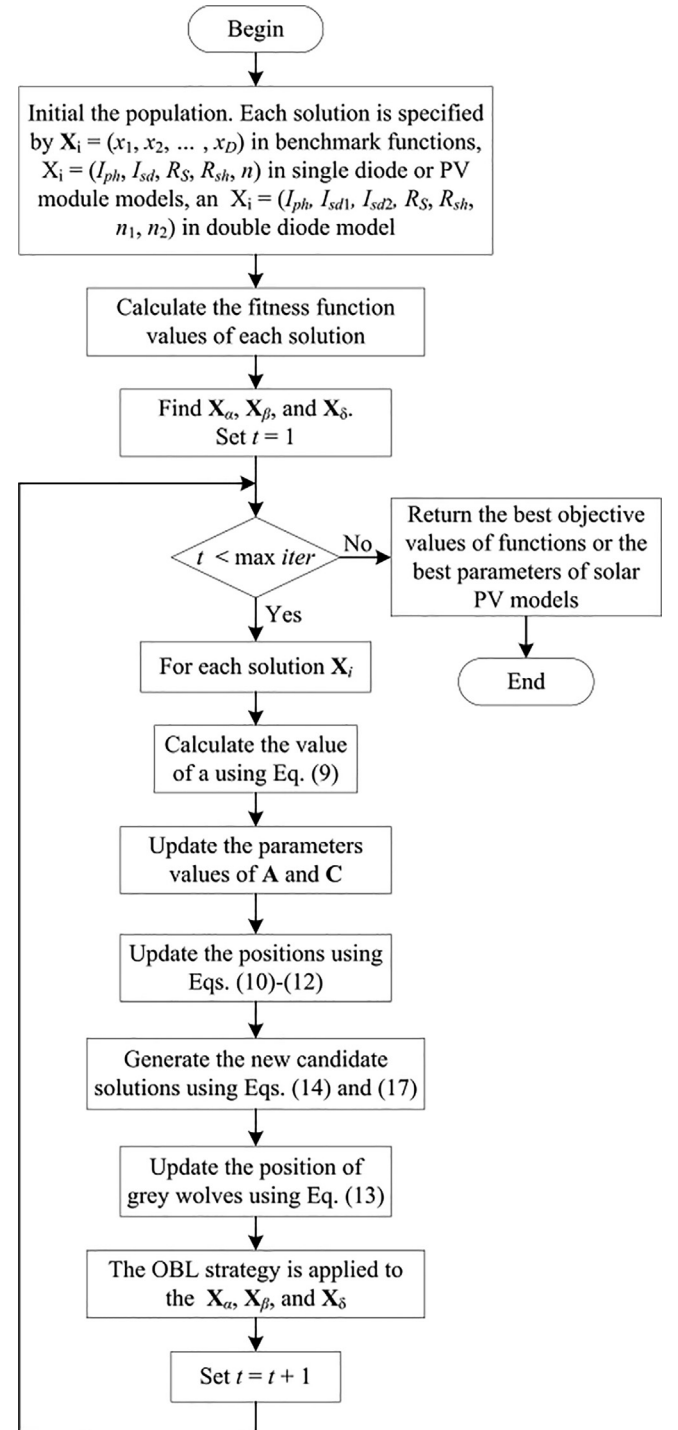 Begin
Initial the population. Each solution is specified
by Xi = (x1, x2, ... , xD) in benchmark functions,
Xi = (Iph, Isd, RS, Rsh, n) in single diode or PV
module models, an Xi = (Iph, Isd1, Isd2, RS, Rsh,
n1, n2) in double diode model
Calculate the fitness function
values of each solution
Find Xα, Xβ, and Xδ.
Set t = 1
t < max iter
No
Return the best objective
values of functions or the
best parameters of solar
PV models
End
Yes
For each solution Xi
Calculate the value
of a using Eq. (9)
Update the parameters
values of A and C
Update the positions using
Eqs. (10)-(12)
Generate the new candidate
solutions using Eqs. (14) and (17)
Update the position of
grey wolves using Eq. (13)
The OBL strategy is applied to
the Xα, Xβ, and Xδ
Set t = t + 1